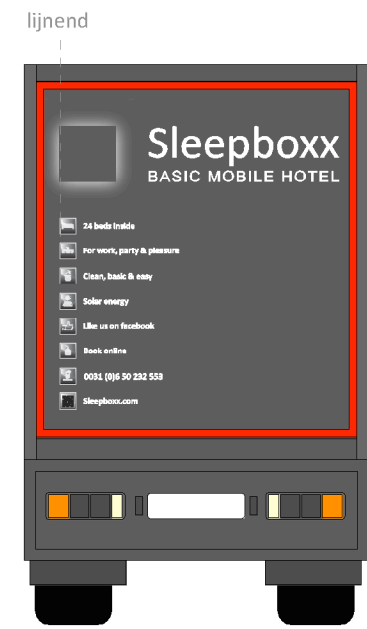 lijnend
Sleepboxx
BASIC MOBILE HOTEL
24 beds inside
For work, party & pleasure
Clean, basic & easy
Solar energy
Like us on facebook
Book online
0031 (0)6 50 232 553
Sleepboxx.com